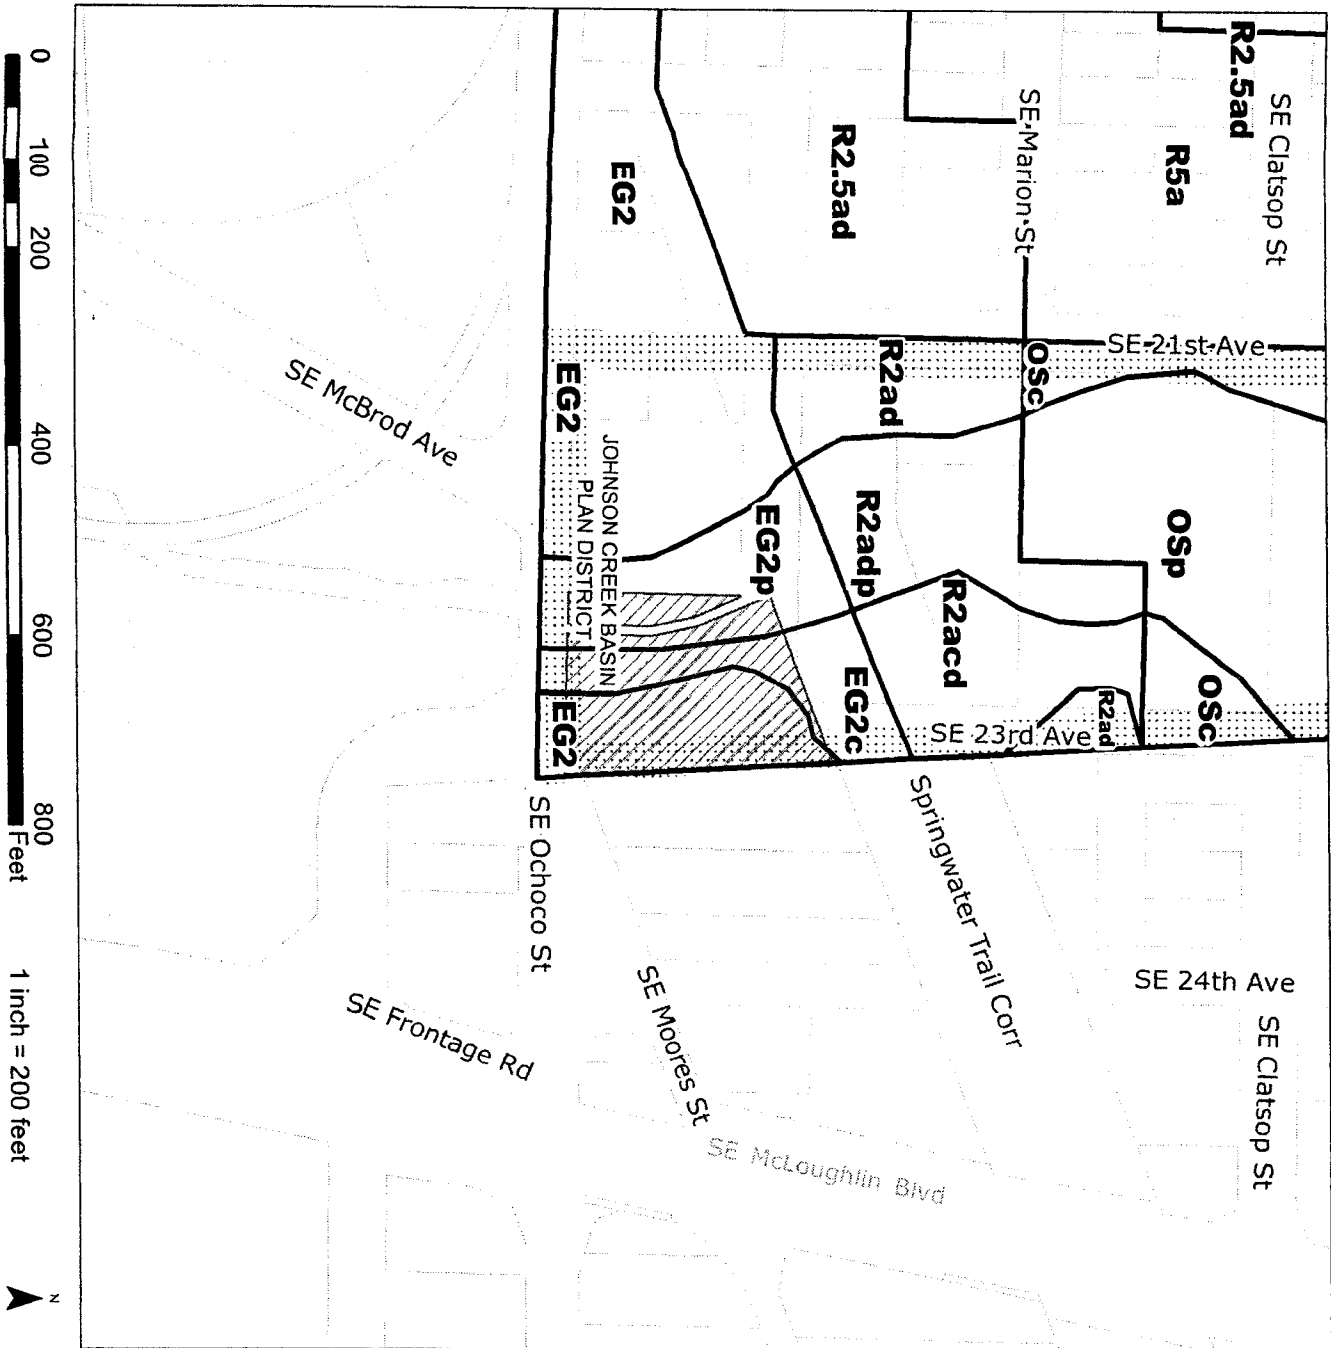 SE Clatsop St
R2.5ad
R5a
SE Marion St
R2.5ad
EG2
SE 21st Ave
OSc
R2ad
OSp
EG2
JOHNSON CREEK BASIN
PLAN DISTRICT
EG2p
R2adp
R2acd
OSc
R2ad
SE 23rd Ave
EG2c
EG2
SE McBrod Ave
SE Ochoco St
Springwater Trail Corr
SE 24th Ave
SE Clatsop St
SE Moores St
SE Frontage Rd
SE McLoughlin Blvd
0 100 200 400 600 800
Feet
1 inch = 200 feet
N